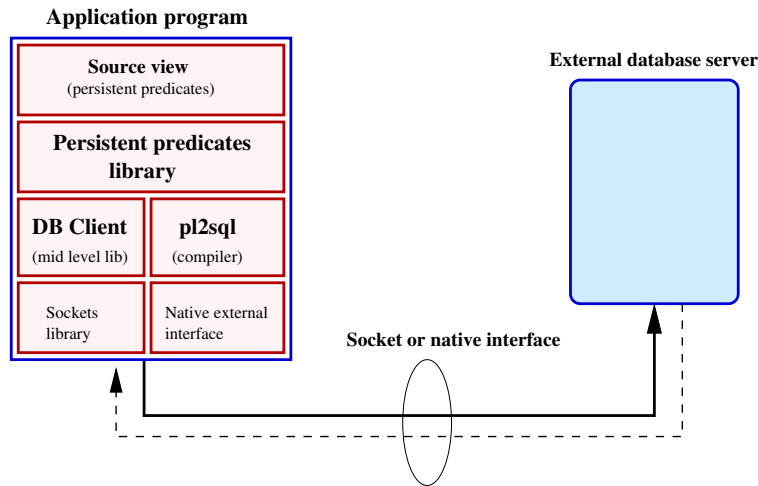 Application program
Source view
(persistent predicates)
Persistent predicates
library
DB Client
(mid level lib)
pl2sql
(compiler)
Sockets
library
Native external
interface
External database server
Socket or native interface